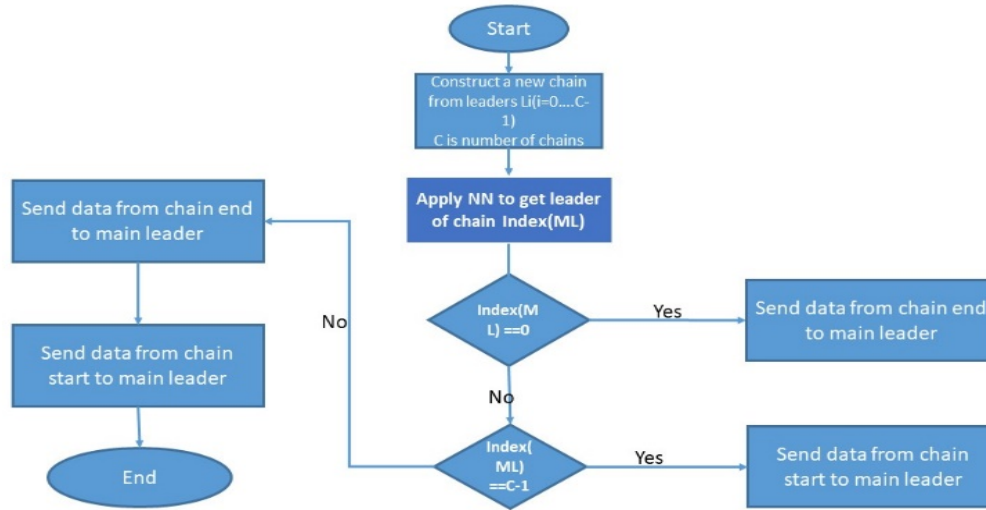 Start
Construct a new chain
from leaders Li(i=0....C-
1)
C is number of chains
Apply NN to get leader
of chain Index(ML)
Index(M
L) ==0
Yes
Send data from chain end
to main leader
No
Index(
ML)
==C-1
Yes
Send data from chain
start to main leader
No
Send data from chain end
to main leader
Send data from chain
start to main leader
End